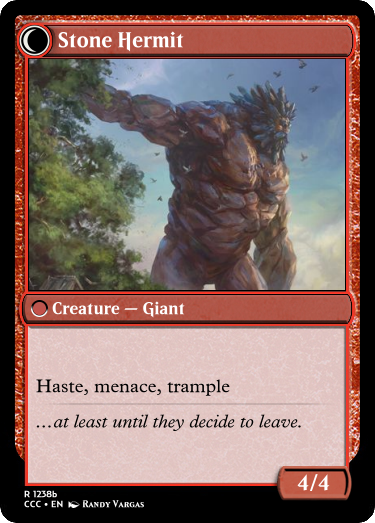 Stone Hermit
Creature — Giant
Haste, menace, trample
…at least until they decide to leave.
4/4
R 1238b
CCC • EN Randy Vargas